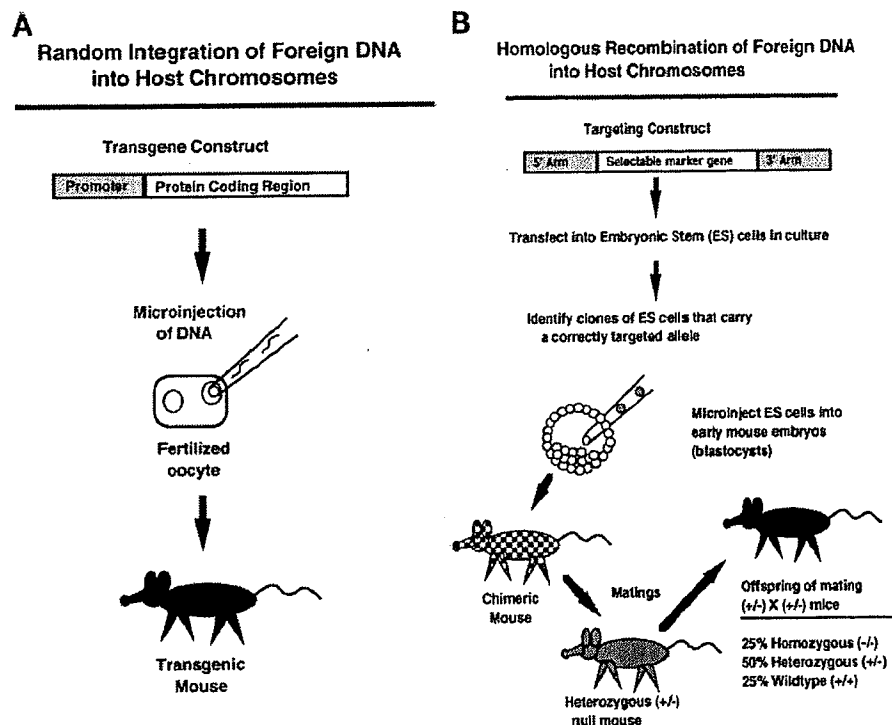 A
Random Integration of Foreign DNA
into Host Chromosomes
Transgene Construct
Promoter Protein Coding Region
Microinjection
of DNA
Fertilized
oocyte
Transgenic
Mouse
B
Homologous Recombination of Foreign DNA
into Host Chromosomes
Targeting Construct
5' Arm Selectable marker gene 3' Arm
Transfect into Embryonic Stem (ES) cells in culture
Identify clones of ES cells that carry
a correctly targeted allele
Microinject ES cells into
early mouse embryos
(blastocysts)
Chimeric
Mouse
Matings
Heterozygous (+/-)
null mouse
Offspring of mating
(+/-) X (+/-) mice
25% Homozygous (-/-)
50% Heterozygous (+/-)
25% Wildtype (+/+)